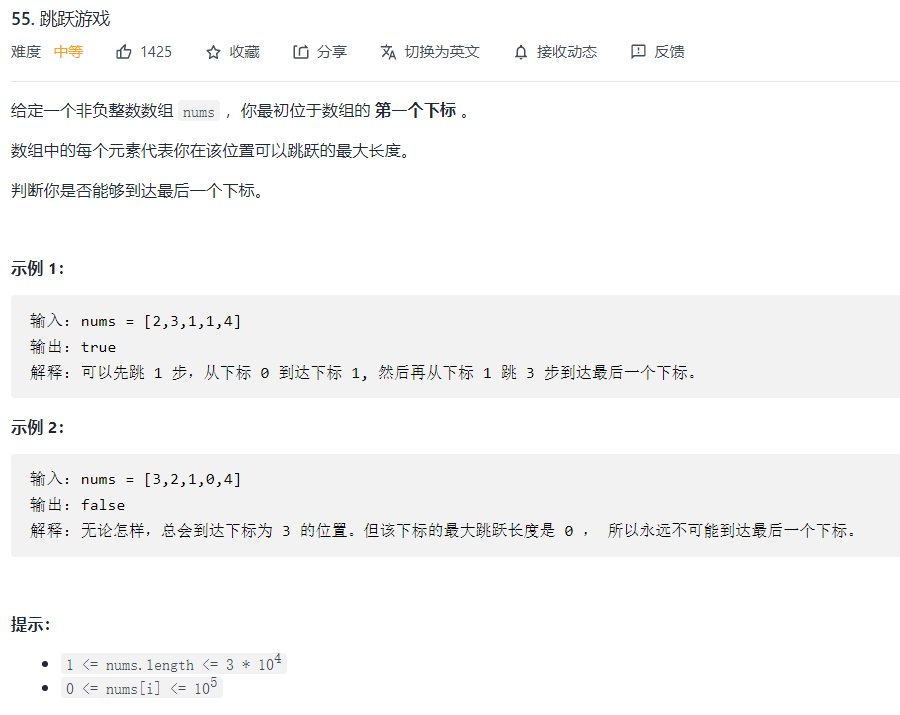 55. 跳跃游戏
难度 中等 1425 收藏 分享 切换为英文 接收动态 反馈
给定一个非负整数数组 nums ，你最初位于数组的 第一个下标 。
数组中的每个元素代表你在该位置可以跳跃的最大长度。
判断你是否能够到达最后一个下标。
示例 1：
输入：nums = [2,3,1,1,4]
输出：true
解释：可以先跳 1 步，从下标 0 到达下标 1, 然后再从下标 1 跳 3 步到达最后一个下标。
示例 2：
输入：nums = [3,2,1,0,4]
输出：false
解释：无论怎样，总会到达下标为 3 的位置。但该下标的最大跳跃长度是 0 ， 所以永远不可能到达最后一个下标。
提示：
1 <= nums.length <= 3 * 10⁴
0 <= nums[i] <= 10⁵